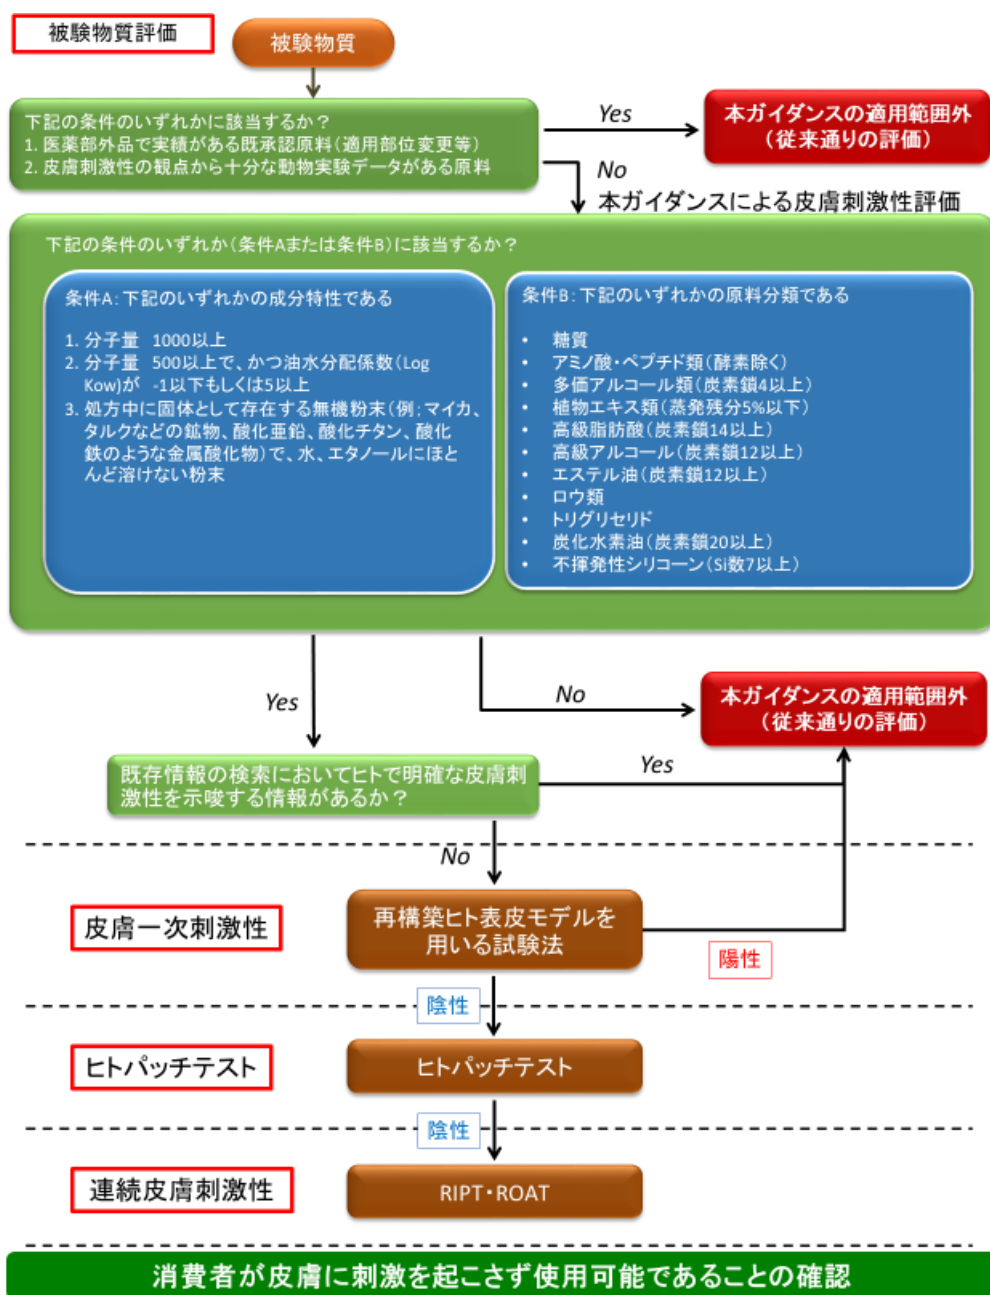 被験物質評価
被験物質
下記の条件のいずれかに該当するか？
1. 医薬部外品で実績がある既承認原料（適用部位変更等）
2. 皮膚刺激性の観点から十分な動物実験データがある原料
Yes
本ガイダンスの適用範囲外
（従来通りの評価）
No
本ガイダンスによる皮膚刺激性評価
下記の条件のいずれか（条件Aまたは条件B）に該当するか？
条件A：下記のいずれかの成分特性である
1. 分子量　1000以上
2. 分子量　500以上で、かつ油水分配係数（Log
Kow）が　-1以下もしくは5以上
3. 処方中に固体として存在する無機粉末（例：マイカ、
タルクなどの鉱物、酸化亜鉛、酸化チタン、酸化
鉄のような金属酸化物）で、水、エタノールにほと
んど溶けない粉末
条件B：下記のいずれかの原料分類である
• 糖質
• アミノ酸・ペプチド類（酵素除く）
• 多価アルコール類（炭素鎖4以上）
• 植物エキス類（蒸発残分5%以下）
• 高級脂肪酸（炭素鎖14以上）
• 高級アルコール（炭素鎖12以上）
• エステル油（炭素鎖12以上）
• ロウ類
• トリグリセリド
• 炭化水素油（炭素鎖20以上）
• 不揮発性シリコーン（Si数7以上）
Yes
No
本ガイダンスの適用範囲外
（従来通りの評価）
既存情報の検索においてヒトで明確な皮膚刺
激性を示唆する情報があるか？
Yes
No
皮膚一次刺激性
再構築ヒト表皮モデルを
用いる試験法
陽性
陰性
ヒトパッチテスト
ヒトパッチテスト
陰性
連続皮膚刺激性
RIPT・ROAT
消費者が皮膚に刺激を起こさず使用可能であることの確認